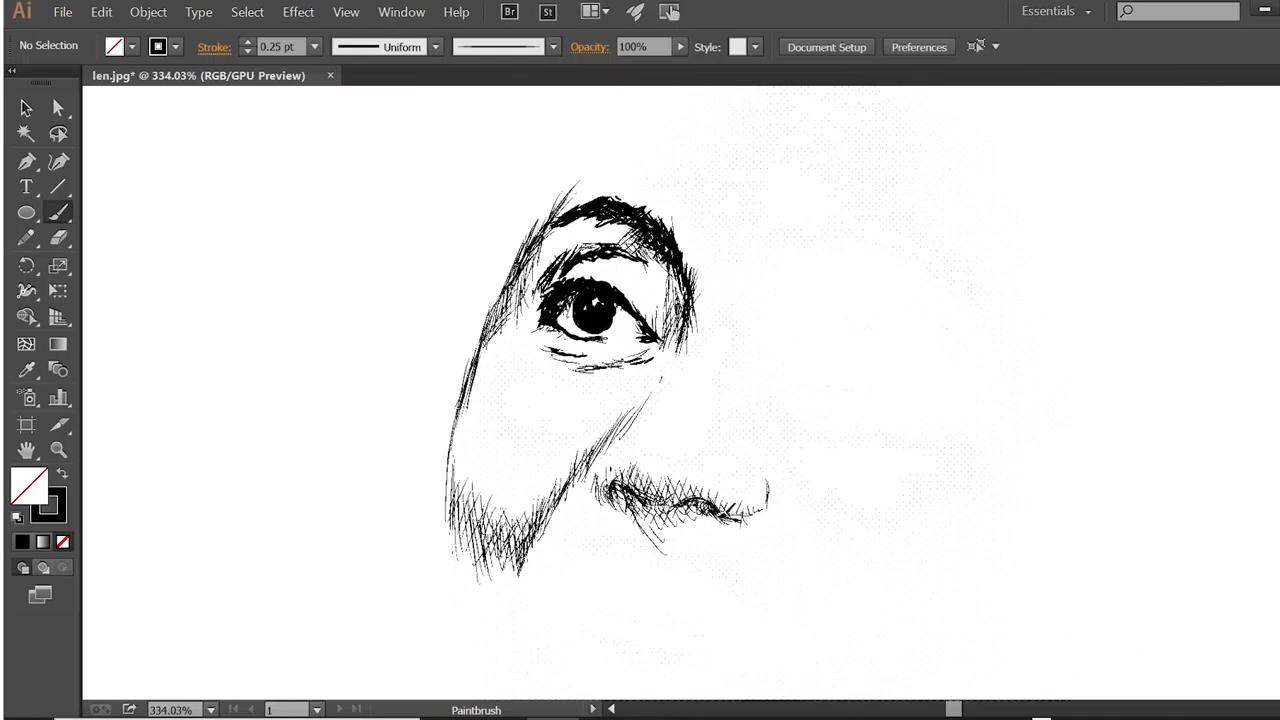 Ai File Edit Object Type Select Effect View Window Help Br St Essentials
No Selection Stroke: 0.25 pt Uniform Opacity: 100% Style: Document Setup Preferences
len.jpg* @ 334.03% (RGB/GPU Preview) ×
T
334.03% 1 Paintbrush